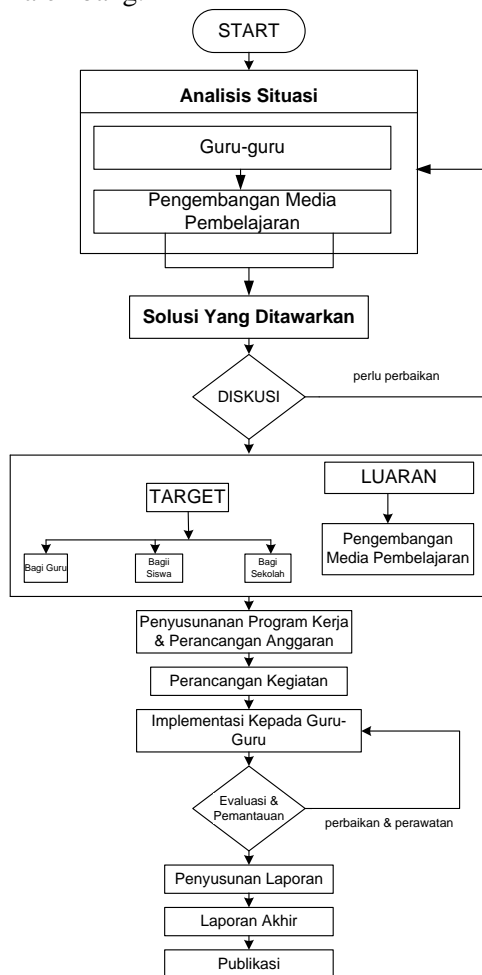 START
Analisis Situasi
Guru-guru
Pengembangan Media
Pembelajaran
Solusi Yang Ditawarkan
DISKUSI
perlu perbaikan
TARGET
Bagi Guru
Bagii
Siswa
Bagi
Sekolah
LUARAN
Pengembangan
Media Pembelajaran
Penyusunanan Program Kerja
& Perancangan Anggaran
Perancangan Kegiatan
Implementasi Kepada Guru-
Guru
Evaluasi &
Pemantauan
perbaikan & perawatan
Penyusunan Laporan
Laporan Akhir
Publikasi